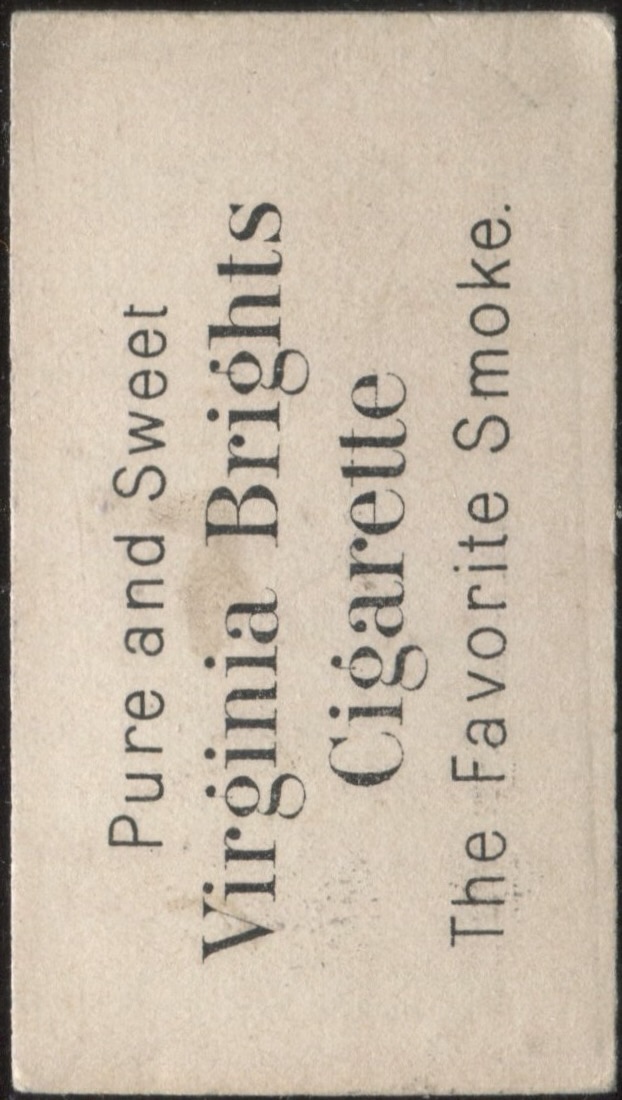 Pure and Sweet
Virginia Brights
Cigarette
The Favorite Smoke.